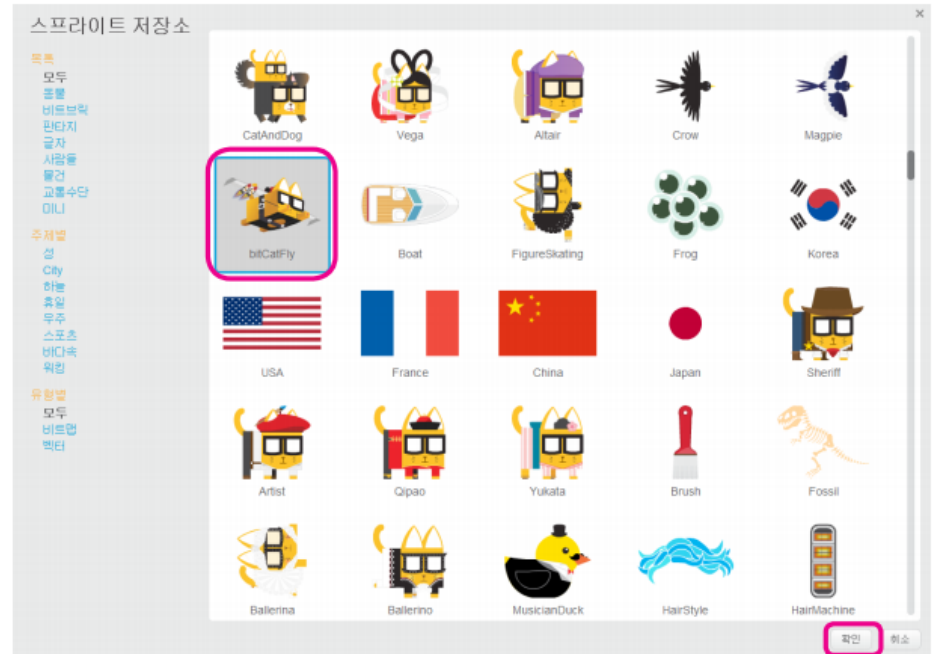 스프라이트 저장소
×
목록
모두
동물
비트브릭
판타지
글자
사람들
물건
교통수단
미니
주제별
성
City
하늘
휴일
우주
스포츠
바다속
워킹
유형별
모두
비트맵
벡터
CatAndDog
Vega
Altair
Crow
Magpie
bitCatFly
Boat
FigureSkating
Frog
Korea
USA
France
China
Japan
Sheriff
Artist
Qipao
Yukata
Brush
Fossil
Ballerina
Ballerino
MusicianDuck
HairStyle
HairMachine
확인
취소